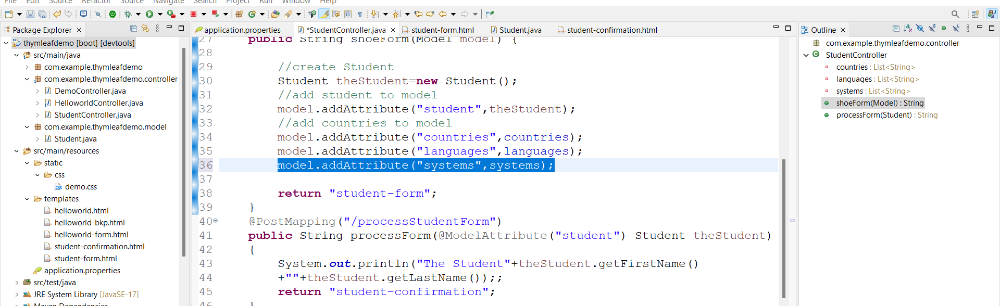 File Edit Source Refactor Source Navigate Search Project Run Window Help
Package Explorer
thymleafdemo [boot] [devtools]
src/main/java
com.example.thymleafdemo
com.example.thymleafdemo.controller
DemoController.java
HelloworldController.java
StudentController.java
com.example.thymleafdemo.model
Student.java
src/main/resources
static
css
demo.css
templates
helloworld.html
helloworld-bkp.html
helloworld-form.html
student-confirmation.html
student-form.html
application.properties
src/test/java
JRE System Library [JavaSE-17]
Maven Dependencies
application.properties
*StudentController.java
student-form.html
Student.java
student-confirmation.html
27 public String shoeForm(Model model) {
28
29 //create Student
30 Student theStudent=new Student();
31 //add student to model
32 model.addAttribute("student",theStudent);
33 //add countries to model
34 model.addAttribute("countries",countries);
35 model.addAttribute("languages",languages);
36 model.addAttribute("systems",systems);
37
38 return "student-form";
39 }
40 @PostMapping("/processStudentForm")
41 public String processForm(@ModelAttribute("student") Student theStudent)
42 {
43 System.out.println("The Student"+theStudent.getFirstName()
44 +""+theStudent.getLastName());;
45 return "student-confirmation";
46 }
Outline
com.example.thymleafdemo.controller
StudentController
countries : List<String>
languages : List<String>
systems : List<String>
shoeForm(Model) : String
processForm(Student) : String